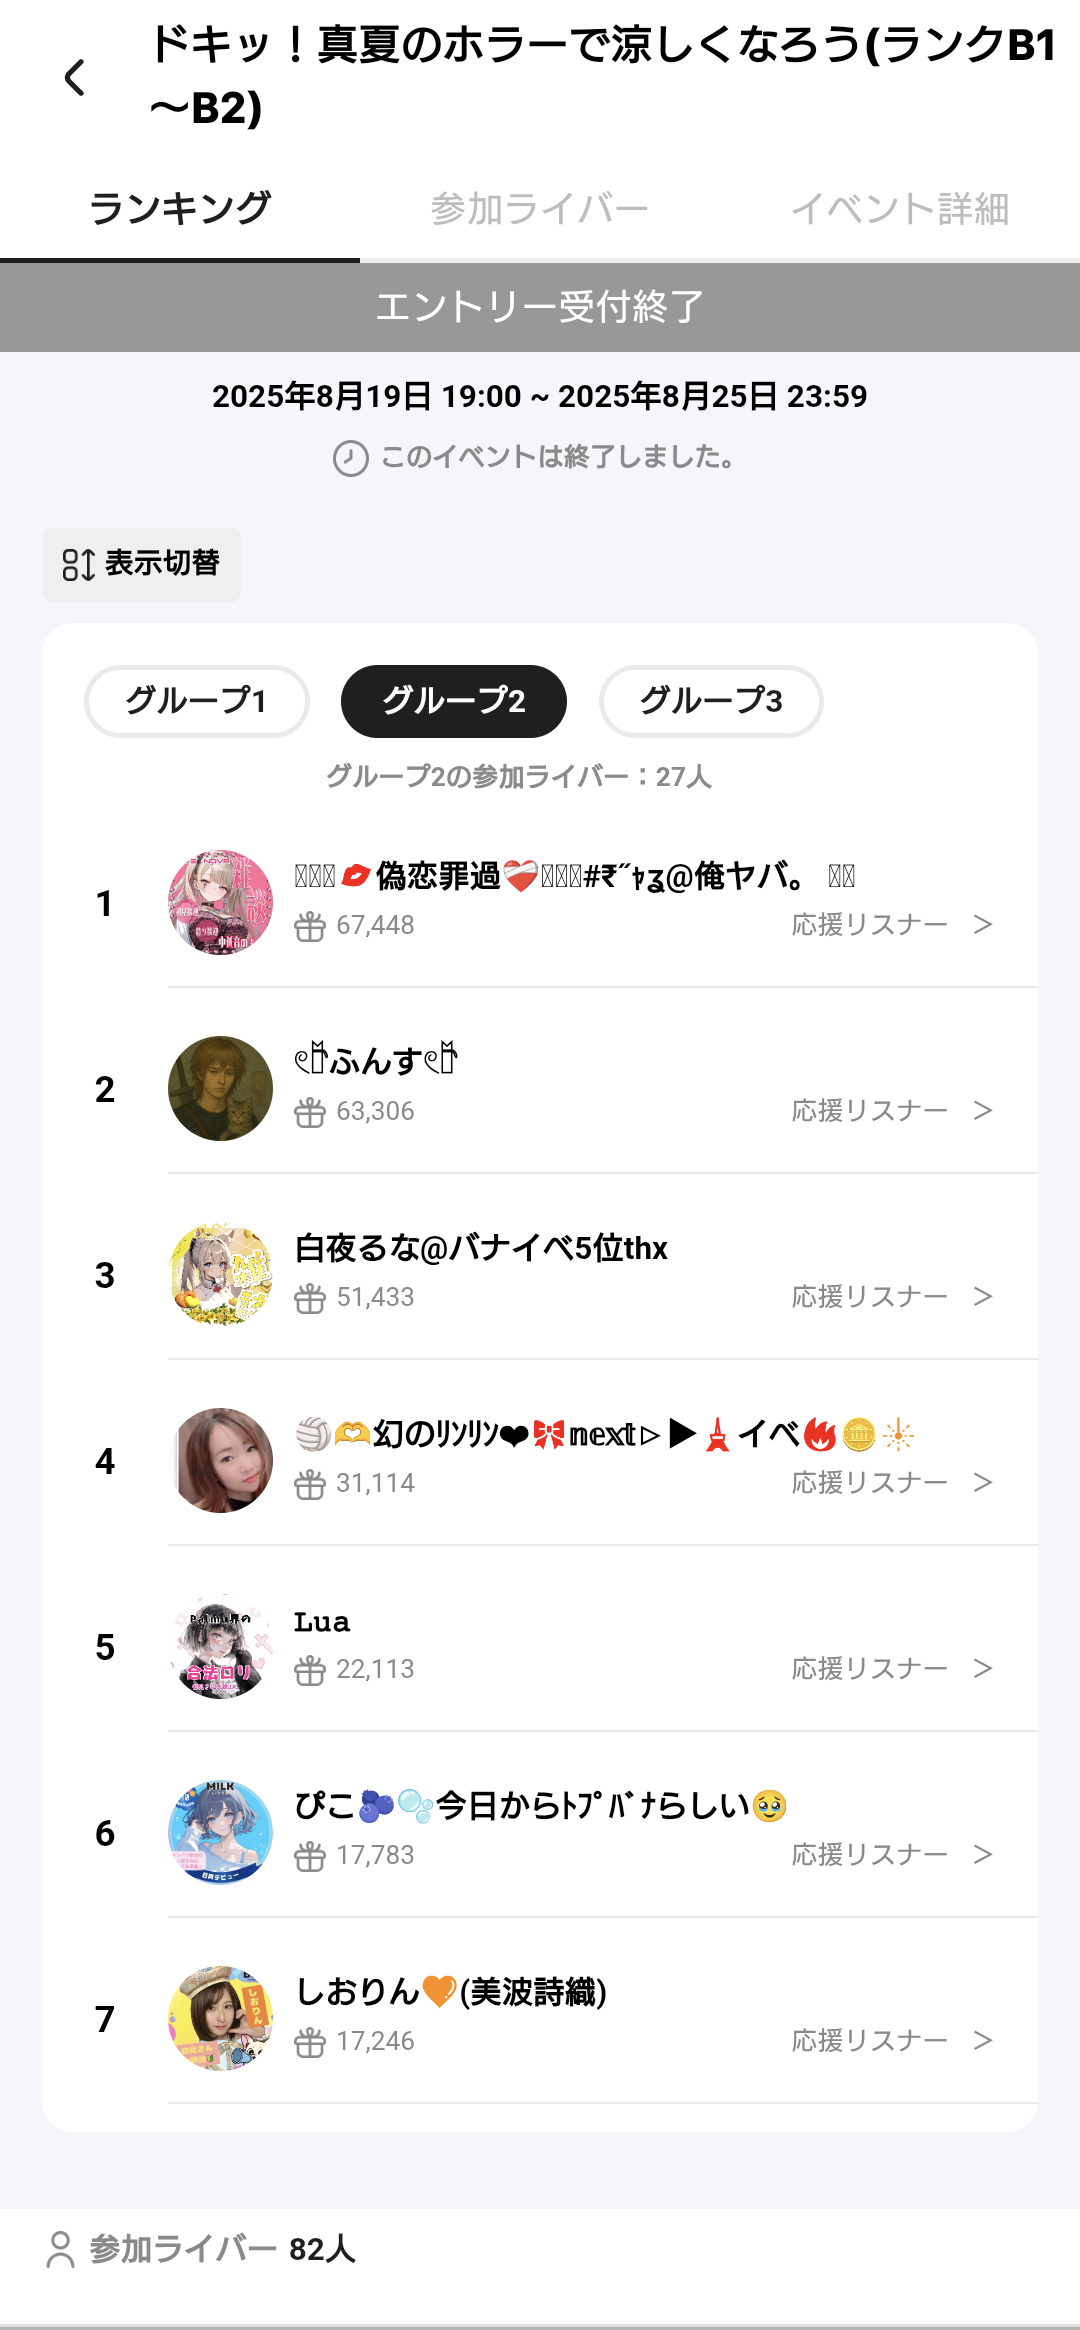 ドキッ！真夏のホラーで涼しくなろう(ランクB1
～B2)
ランキング 参加ライバー イベント詳細
エントリー受付終了
2025年8月19日 19:00 ~ 2025年8月25日 23:59
このイベントは終了しました。
表示切替
グループ1 グループ2 グループ3
グループ2の参加ライバー：27人
1
💋偽恋罪過❤️‍🩹#₹˝ｬʓ@俺ヤバ。
67,448 応援リスナー ＞
2
ふんす
63,306 応援リスナー ＞
3
白夜るな@バナイベ5位thx
51,433 応援リスナー ＞
4
🏐🫶幻のﾘﾝﾘﾝ❤🎀𝕟𝕖𝕩𝕥▷▶🗼イベ🔥🪙🎇
31,114 応援リスナー ＞
5
𝙻𝚞𝚊
22,113 応援リスナー ＞
6
MILK
ぴこ🫐🫧今日からﾄﾌﾟﾊﾞﾅらしい🥹
17,783 応援リスナー ＞
7
しおりん🧡(美波詩織)
17,246 応援リスナー ＞
参加ライバー 82人